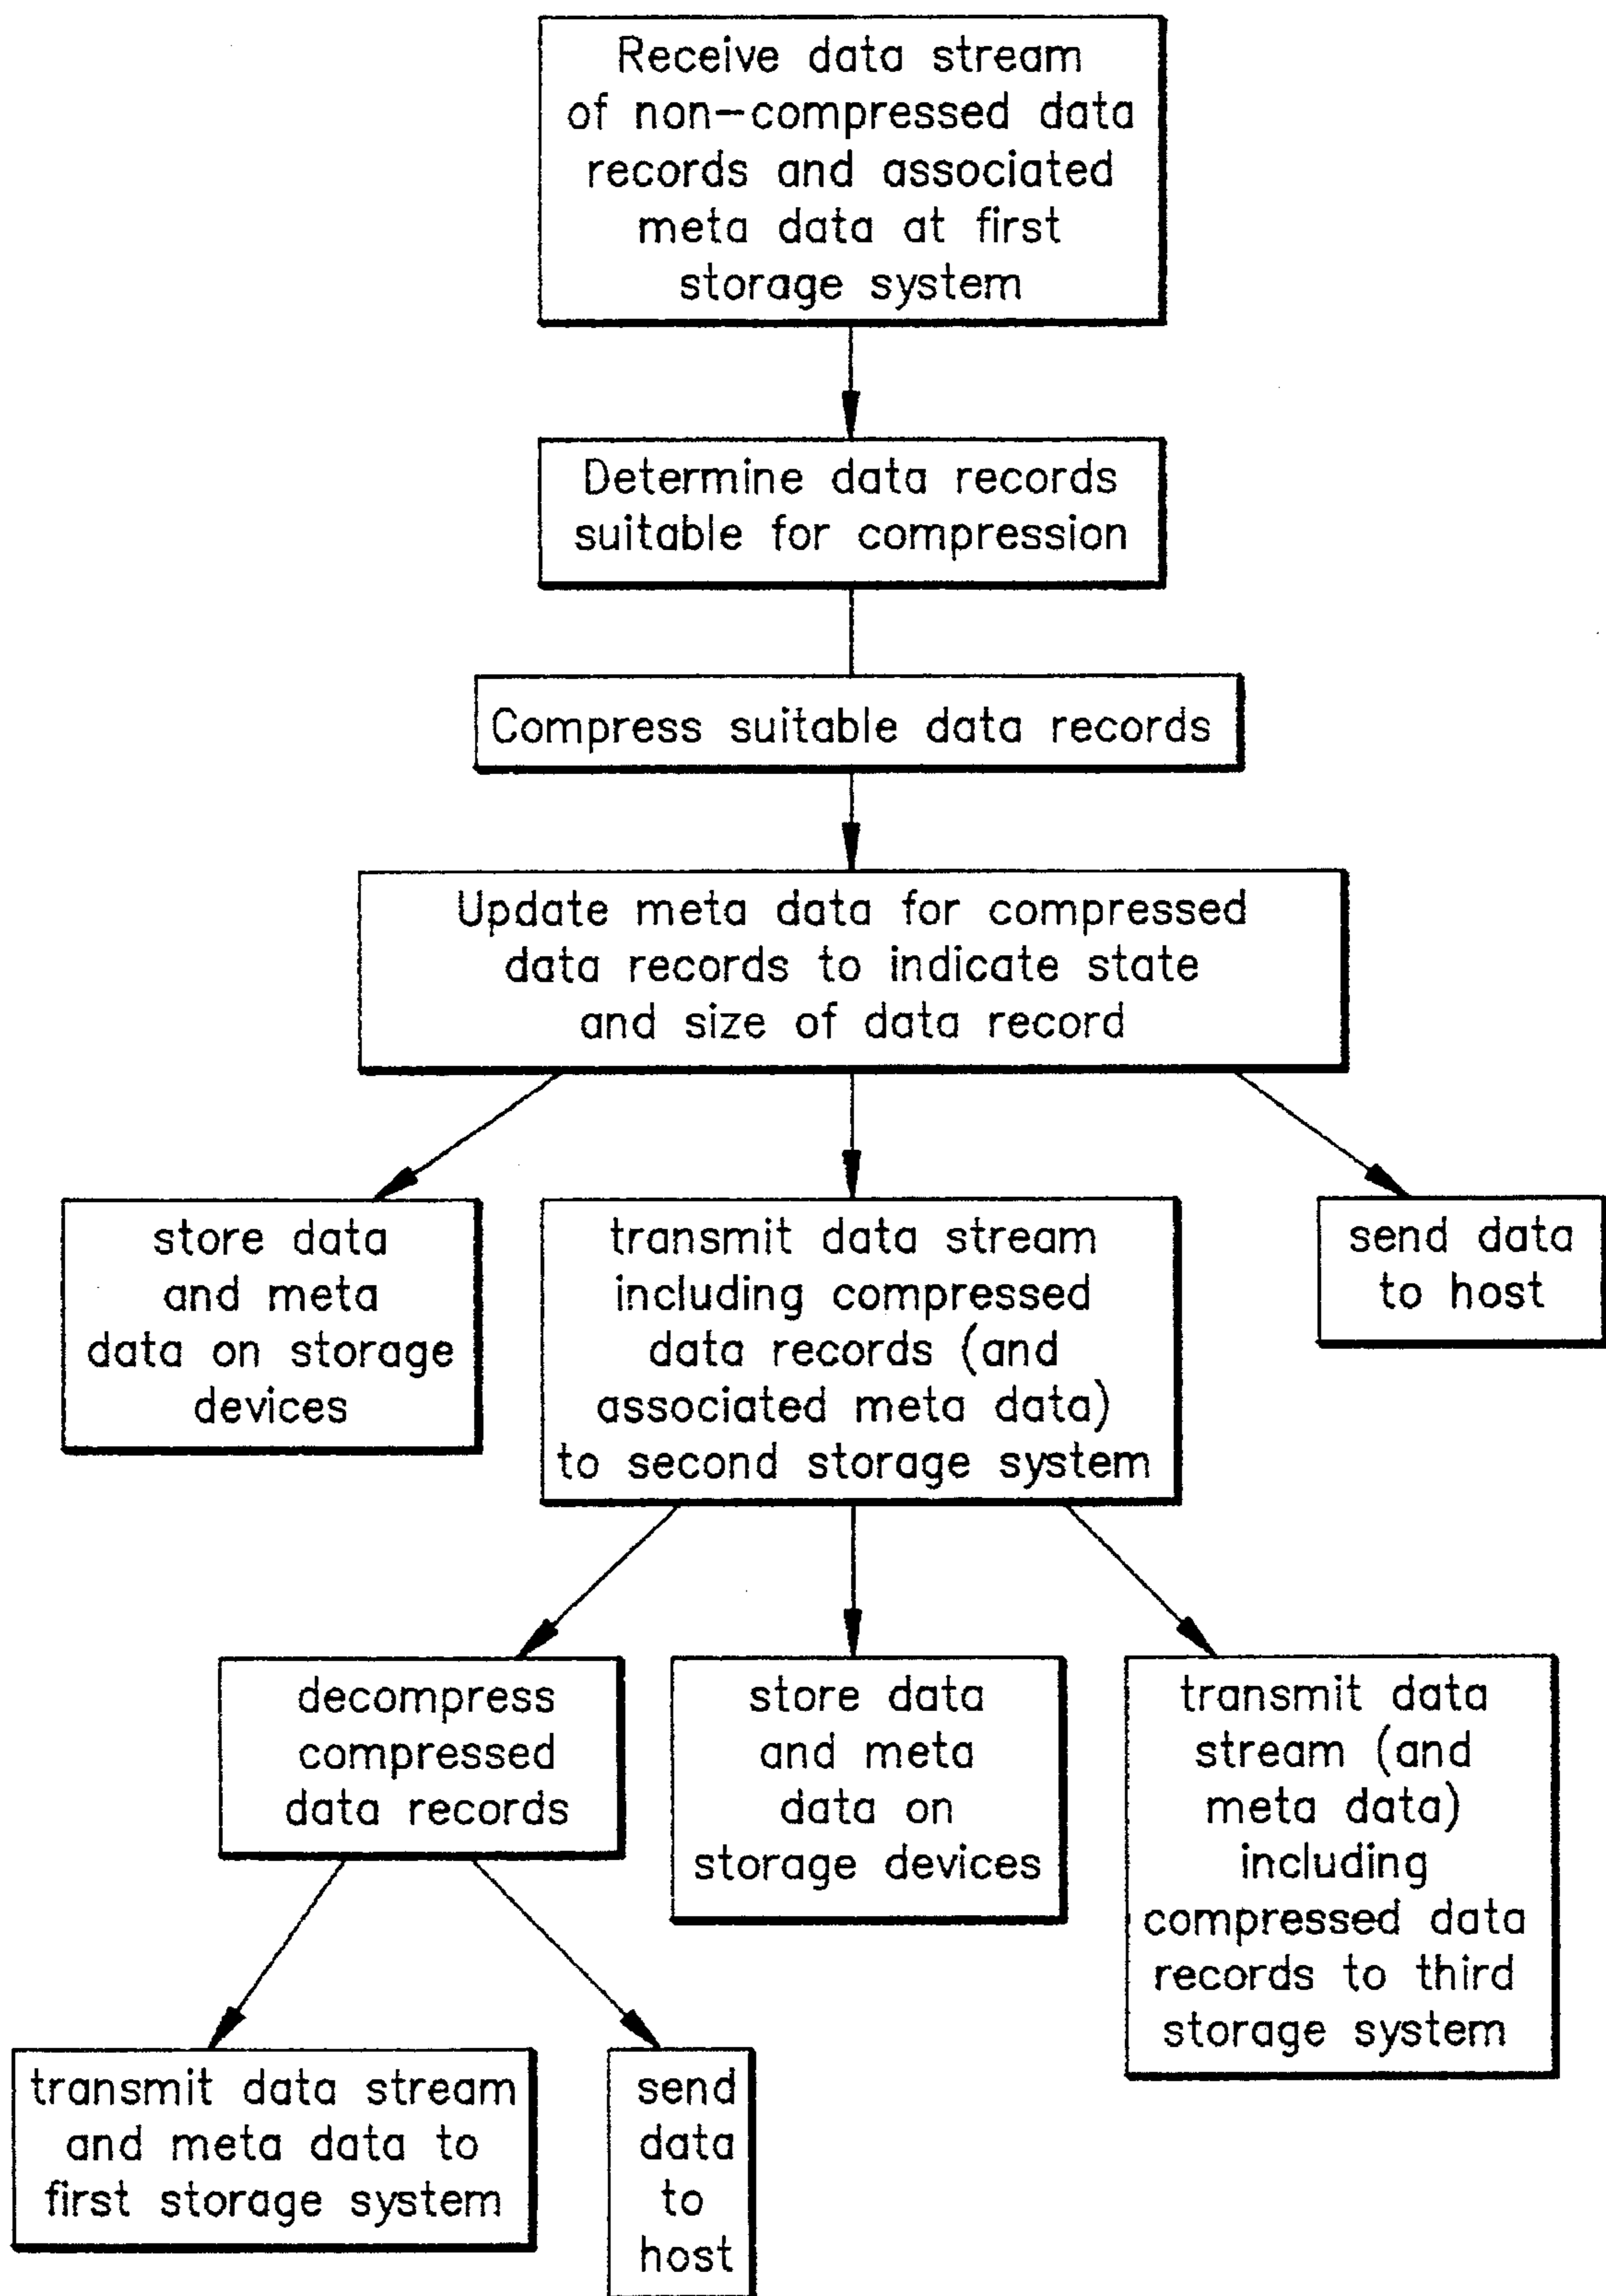 Receive data stream
of non-compressed data
records and associated
meta data at first
storage system
Determine data records
suitable for compression
Compress suitable data records
Update meta data for compressed
data records to indicate state
and size of data record
store data
and meta
data on storage
devices
transmit data stream
including compressed
data records (and
associated meta data)
to second storage system
send data
to host
decompress
compressed
data records
store data
and meta
data on
storage devices
transmit data
stream (and
meta data)
including
compressed data
records to third
storage system
transmit data stream
and meta data to
first storage system
send
data
to
host